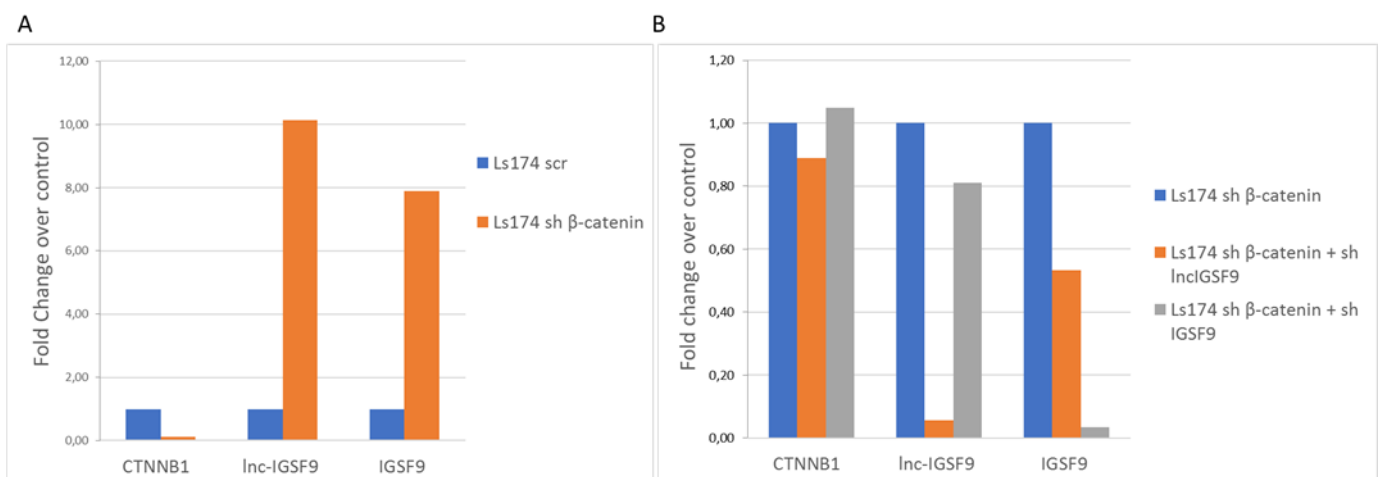 A
Fold Change over control
12,00
10,00
8,00
6,00
4,00
2,00
0,00
CTNNB1
lnc-IGSF9
IGSF9
Ls174 scr
Ls174 sh β-catenin
B
Fold change over control
1,20
1,00
0,80
0,60
0,40
0,20
0,00
CTNNB1
lnc-IGSF9
IGSF9
Ls174 sh β-catenin
Ls174 sh β-catenin + sh
lncIGSF9
Ls174 sh β-catenin + sh
IGSF9